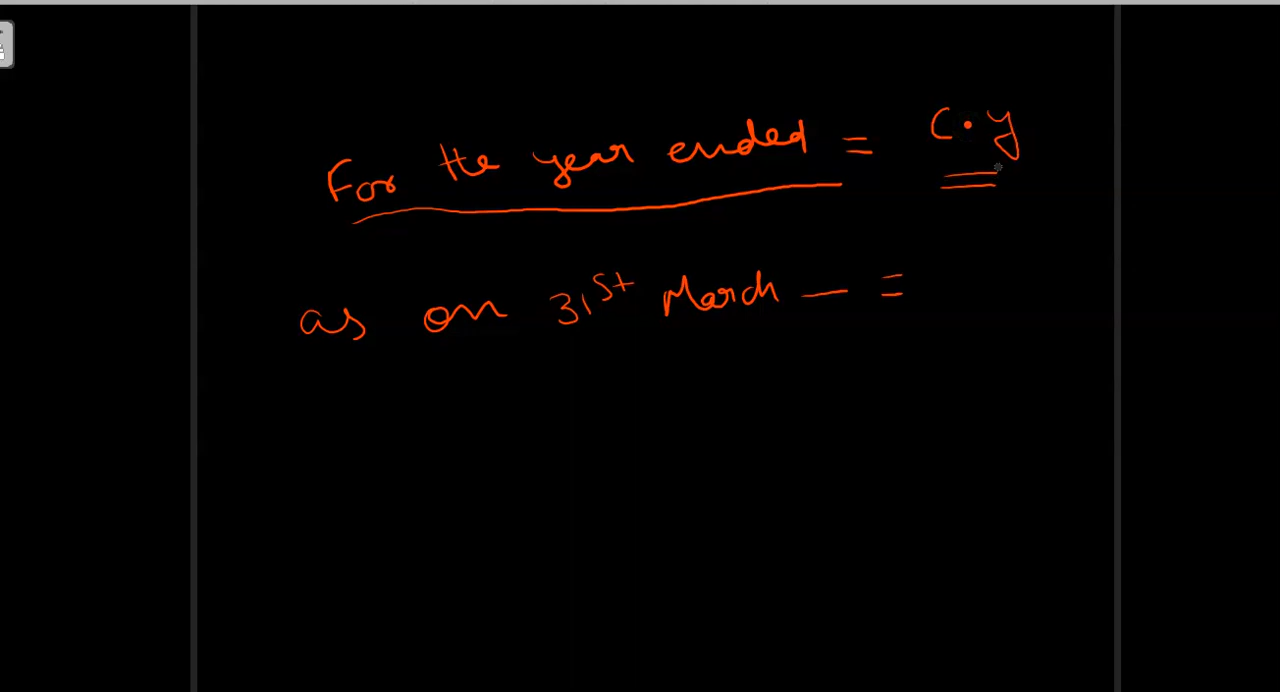 For the year ended = C.y
as on 31st March — =